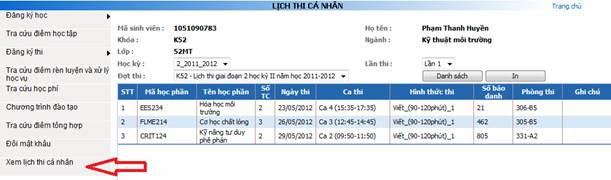 LỊCH THI CÁ NHÂN
Trang chủ
Đăng ký học
Tra cứu điểm học tập
Đăng ký thi
Tra cứu điểm rèn luyện và xử lý học vụ
Tra cứu học phí
Chương trình đào tạo
Tra cứu điểm tổng hợp
Đổi mật khẩu
Xem lịch thi cá nhân
Mã sinh viên : 1051090783 Họ tên : Phạm Thanh Huyền
Khóa : K52 Ngành : Kỹ thuật môi trường
Lớp : 52MT
Học kỳ : 2_2011_2012 Lần thi : Lần 1
Đợt thi : K52 - Lịch thi giai đoạn 2 học kỳ II năm học 2011-2012 Danh sách In
STT Mã học phần Tên học phần Số TC Ngày thi Ca thi Hình thức thi Số báo danh Phòng thi Ghi chú
1 EES234 Hóa học môi trường 2 23/05/2012 Ca 4 (15:35-17:35) Viết_(90-120phút)_1 21 306-B5
2 FLME214 Cơ học chất lỏng 3 26/05/2012 Ca 3 (12:45-14:45) Viết_(90-120phút)_1 462 305-B5
3 CRIT124 Kỹ năng tư duy phê phán 2 29/05/2012 Ca 2 (09:50-11:50) Viết_(90-120phút)_1 805 331-A2